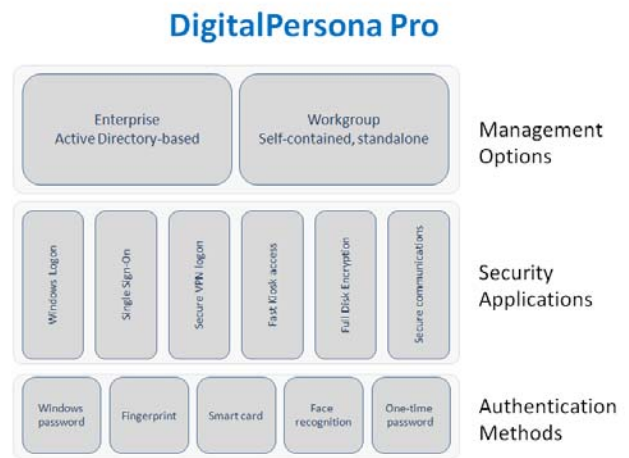 DigitalPersona Pro
Enterprise
Active Directory-based
Workgroup
Self-contained, standalone
Management
Options
Windows Logon
Single Sign-On
Secure VPN logon
Fast Kiosk access
Full Disk Encryption
Secure communications
Security
Applications
Windows
password
Fingerprint
Smart card
Face
recognition
One-time
password
Authentication
Methods